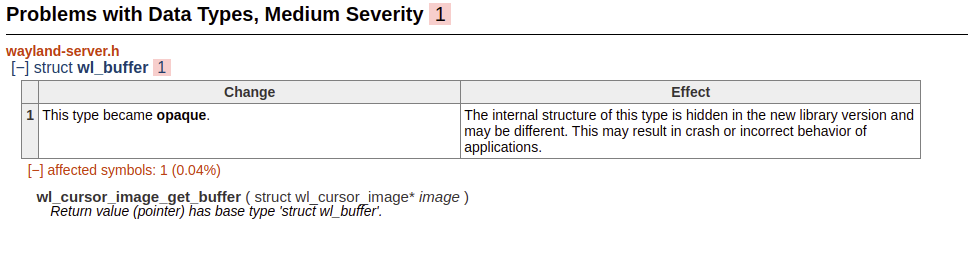 Problems with Data Types, Medium Severity 1
wayland-server.h
[−] struct wl_buffer 1
Change Effect
1 This type became opaque. The internal structure of this type is hidden in the new library version and
may be different. This may result in crash or incorrect behavior of
applications.
[−] affected symbols: 1 (0.04%)
wl_cursor_image_get_buffer ( struct wl_cursor_image* image )
Return value (pointer) has base type 'struct wl_buffer'.